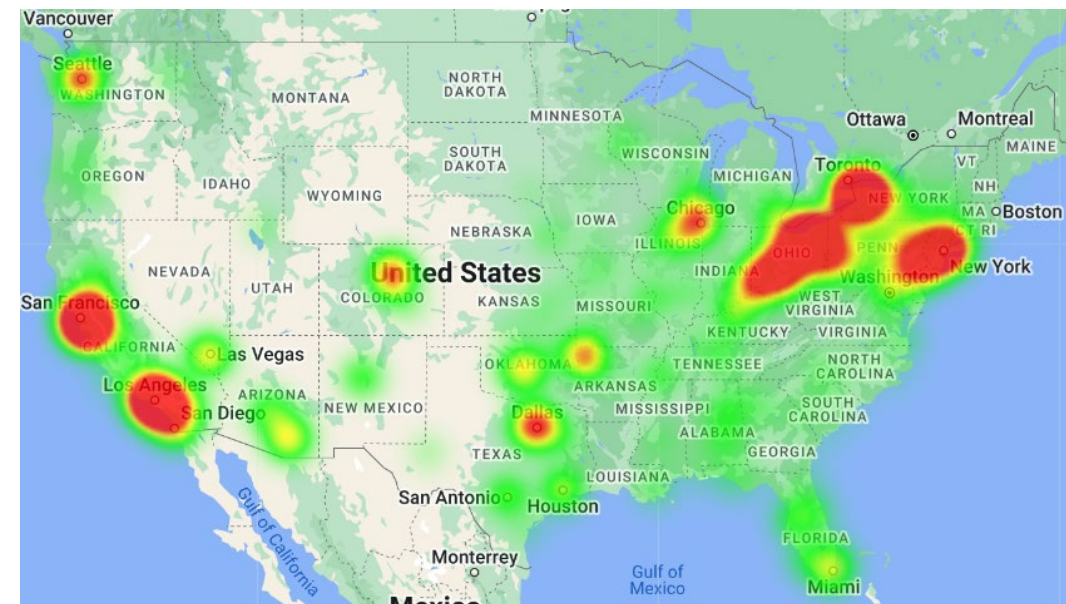 Vancouver
Seattle
WASHINGTON
MONTANA
NORTH
DAKOTA
MINNESOTA
Ottawa
Montreal
MAINE
OREGON
IDAHO
WYOMING
SOUTH
DAKOTA
WISCONSIN
MICHIGAN
Toronto
VT
NH
NEW YORK
MA
Boston
CT RI
NEBRASKA
IOWA
Chicago
ILLINOIS
INDIANA
OHIO
PENN
New York
Washington
NEVADA
UTAH
COLORADO
United States
KANSAS
MISSOURI
WEST
VIRGINIA
KENTUCKY
VIRGINIA
San Francisco
CALIFORNIA
Las Vegas
Los Angeles
San Diego
ARIZONA
NEW MEXICO
OKLAHOMA
ARKANSAS
TENNESSEE
NORTH
CAROLINA
Dallas
MISSISSIPPI
SOUTH
CAROLINA
ALABAMA
GEORGIA
TEXAS
LOUISIANA
San Antonio
Houston
FLORIDA
Miami
Gulf of
California
Monterrey
Gulf of
Mexico